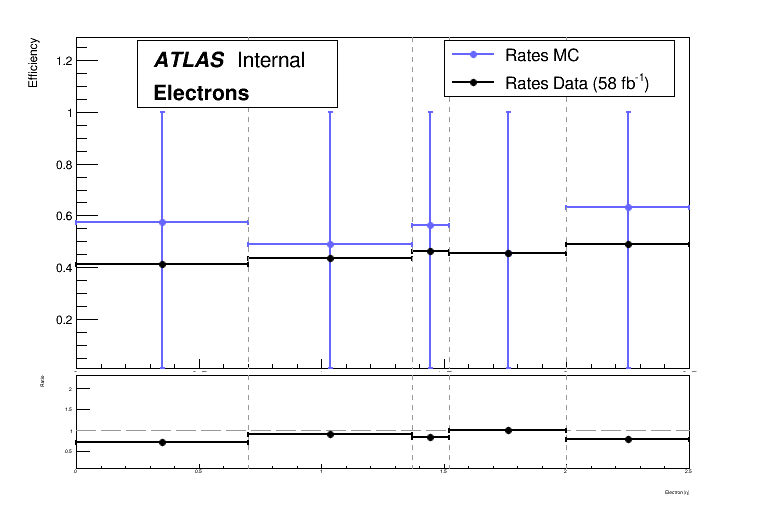 Efficiency
1.2
1
0.8
0.6
0.4
0.2
ATLAS Internal
Electrons
Rates MC
Rates Data (58 fb⁻¹)
Ratio
2
1.5
1
0.5
0 0.5 1 1.5 2 2.5
Electron |η|